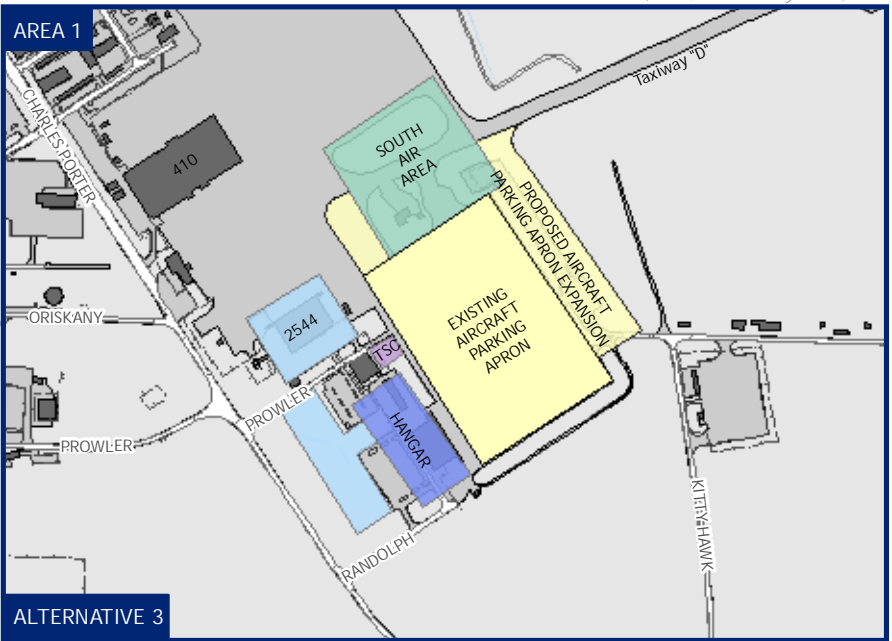 AREA 1
Taxiway "D"
CHARLES PORTER
410
SOUTH
AIR
AREA
PROPOSED AIRCRAFT
PARKING APRON EXPANSION
ORISKANY
2544
EXISTING
AIRCRAFT
PARKING
APRON
TSC
PROWLER
HANGAR
PROWLER
KITTY HAWK
RANDOLPH
ALTERNATIVE 3